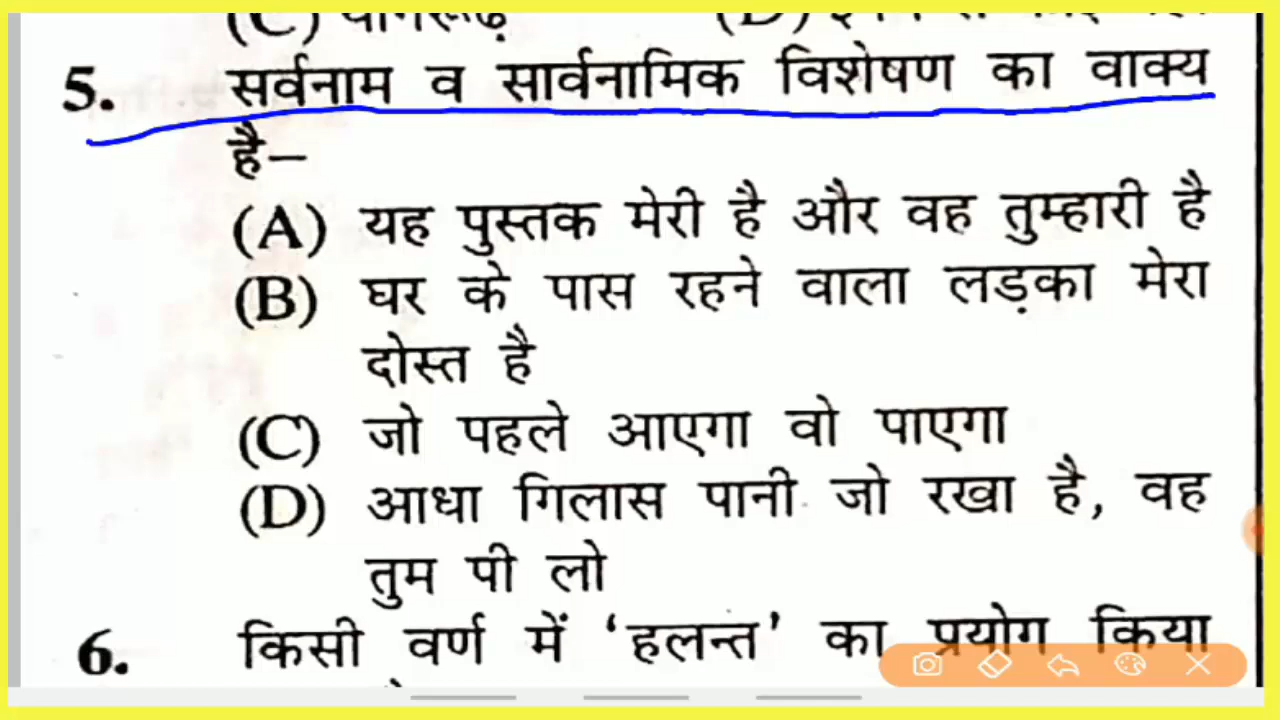 (C) योगरूढ़ (D)
5. सर्वनाम व सार्वनामिक विशेषण का वाक्य
है–
(A) यह पुस्तक मेरी है और वह तुम्हारी है
(B) घर के पास रहने वाला लड़का मेरा
दोस्त है
(C) जो पहले आएगा वो पाएगा
(D) आधा गिलास पानी जो रखा है, वह
तुम पी लो
6. किसी वर्ण में ‘हलन्त’ का प्रयोग किया